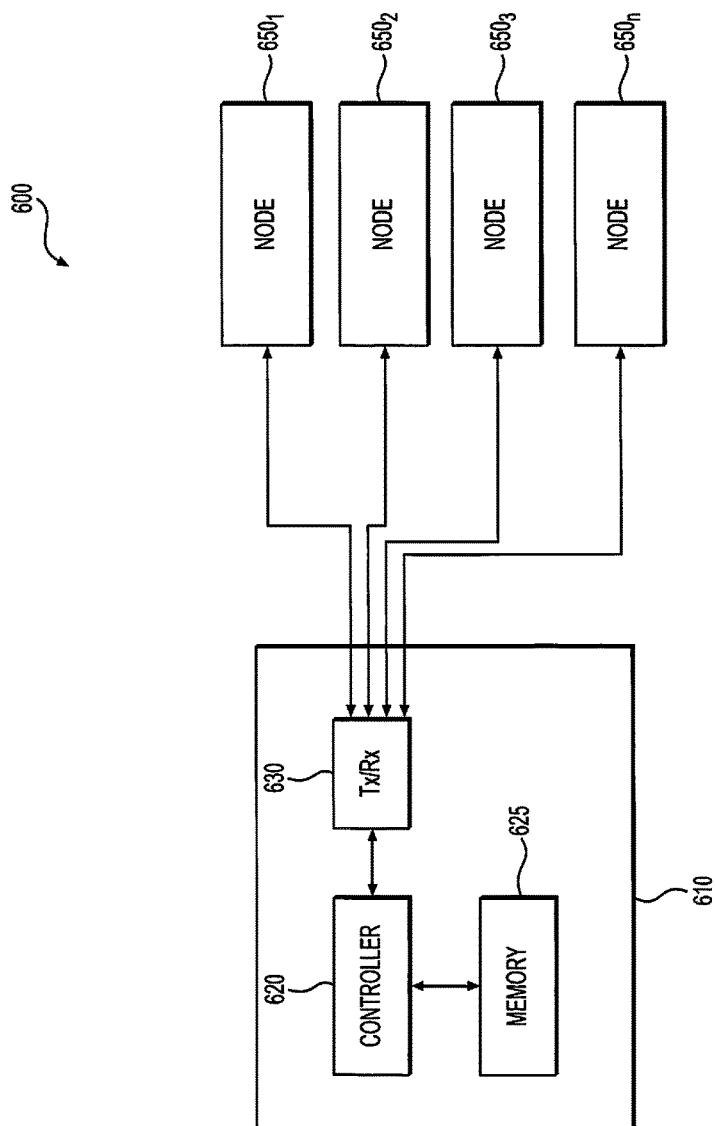 600
NODE
650₁
NODE
650₂
NODE
650₃
NODE
650ₙ
630
Tx/Rx
620
CONTROLLER
625
MEMORY
610